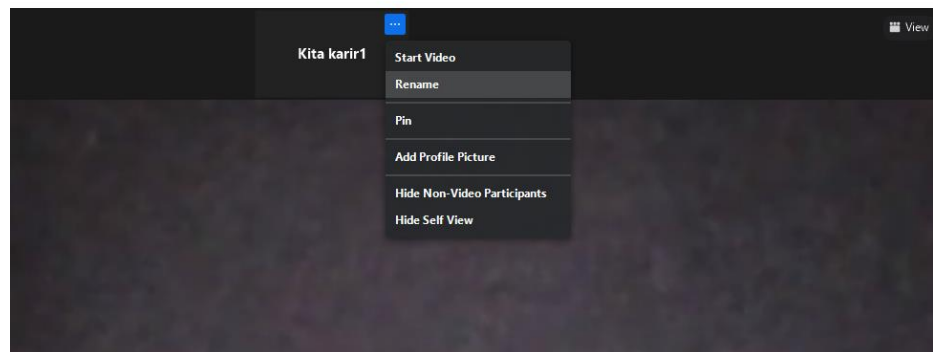 ...
View
Kita karir1
Start Video
Rename
Pin
Add Profile Picture
Hide Non-Video Participants
Hide Self View